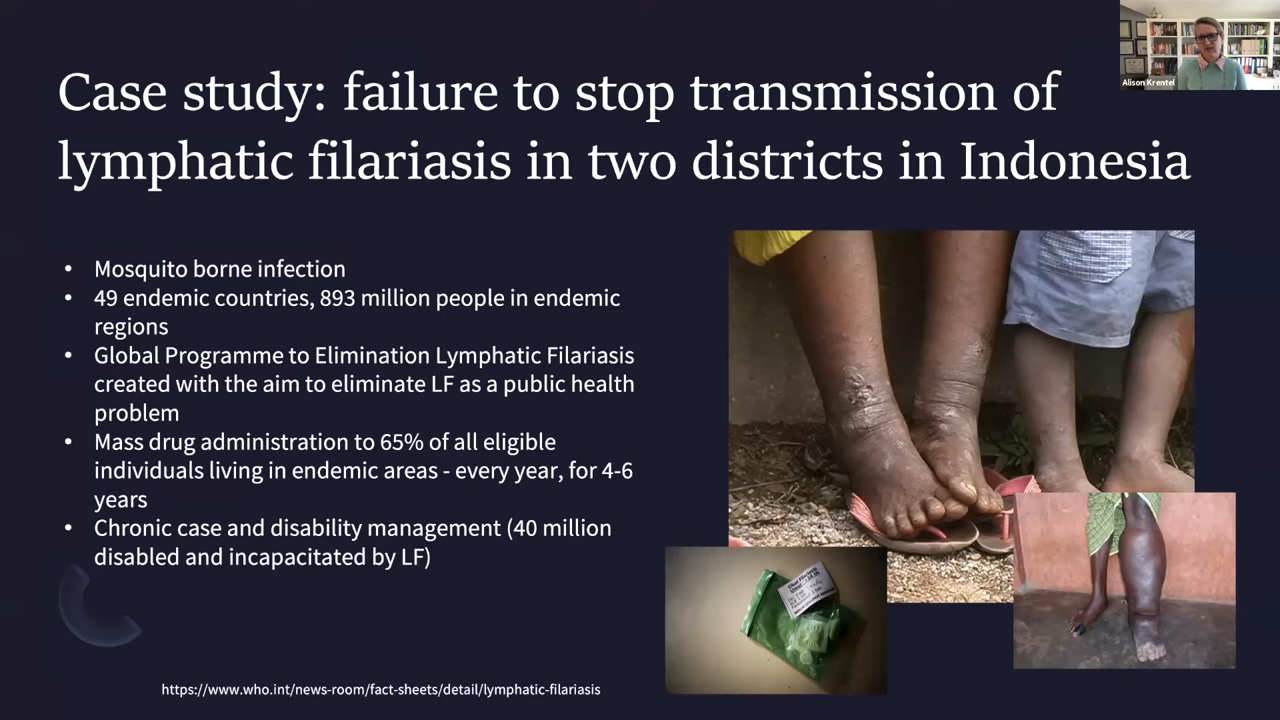 Alison Krentel
Case study: failure to stop transmission of
lymphatic filariasis in two districts in Indonesia
• Mosquito borne infection
• 49 endemic countries, 893 million people in endemic
regions
• Global Programme to Elimination Lymphatic Filariasis
created with the aim to eliminate LF as a public health
problem
• Mass drug administration to 65% of all eligible
individuals living in endemic areas - every year, for 4-6
years
• Chronic case and disability management (40 million
disabled and incapacitated by LF)
https://www.who.int/news-room/fact-sheets/detail/lymphatic-filariasis